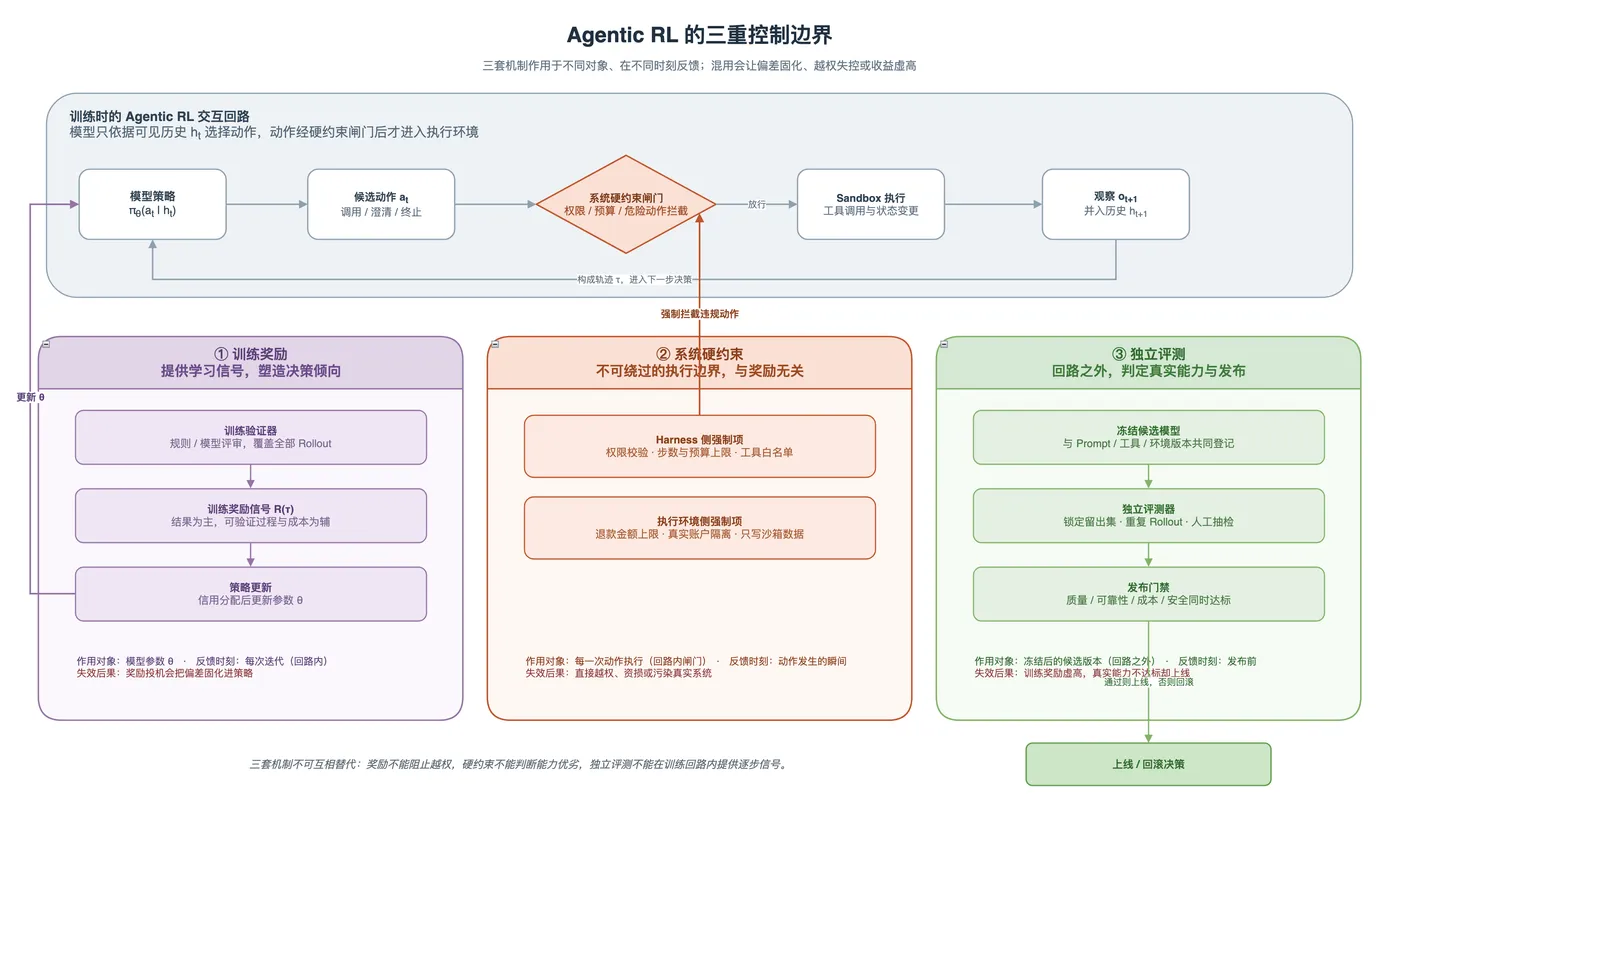 Agentic RL 的三重控制边界
三套机制作用于不同对象、在不同时刻反馈；混用会让偏差固化、越权失控或收益虚高
训练时的 Agentic RL 交互回路
模型只依据可见历史 h_t 选择动作，动作经硬约束闸门后才进入执行环境
模型策略
π_θ(a_t | h_t)
候选动作 a_t
调用 / 澄清 / 终止
系统硬约束闸门
权限 / 预算 / 危险动作拦截
放行
Sandbox 执行
工具调用与状态变更
观察 o_t+1
并入历史 h_t+1
构成轨迹 τ，进入下一步决策
强制拦截违规动作
更新 θ
① 训练奖励
提供学习信号，塑造决策倾向
训练验证器
规则 / 模型评审，覆盖全部 Rollout
训练奖励信号 R(τ)
结果为主，可验证过程与成本为辅
策略更新
信用分配后更新参数 θ
作用对象：模型参数 θ · 反馈时刻：每次迭代（回路内）
失效后果：奖励投机会把偏差固化进策略
② 系统硬约束
不可绕过的执行边界，与奖励无关
Harness 侧强制项
权限校验 · 步数与预算上限 · 工具白名单
执行环境侧强制项
退款金额上限 · 真实账户隔离 · 只写沙箱数据
作用对象：每一次动作执行（回路内闸门） · 反馈时刻：动作发生的瞬间
失效后果：直接越权、资损或污染真实系统
③ 独立评测
回路之外，判定真实能力与发布
冻结候选模型
与 Prompt / 工具 / 环境版本共同登记
独立评测器
锁定留出集 · 重复 Rollout · 人工抽检
发布门禁
质量 / 可靠性 / 成本 / 安全同时达标
作用对象：冻结后的候选版本（回路之外） · 反馈时刻：发布前
失效后果：训练奖励虚高，真实能力不达标却上线
通过则上线，否则回滚
上线 / 回滚决策
三套机制不可互相替代：奖励不能阻止越权，硬约束不能判断能力优劣，独立评测不能在训练回路内提供逐步信号。